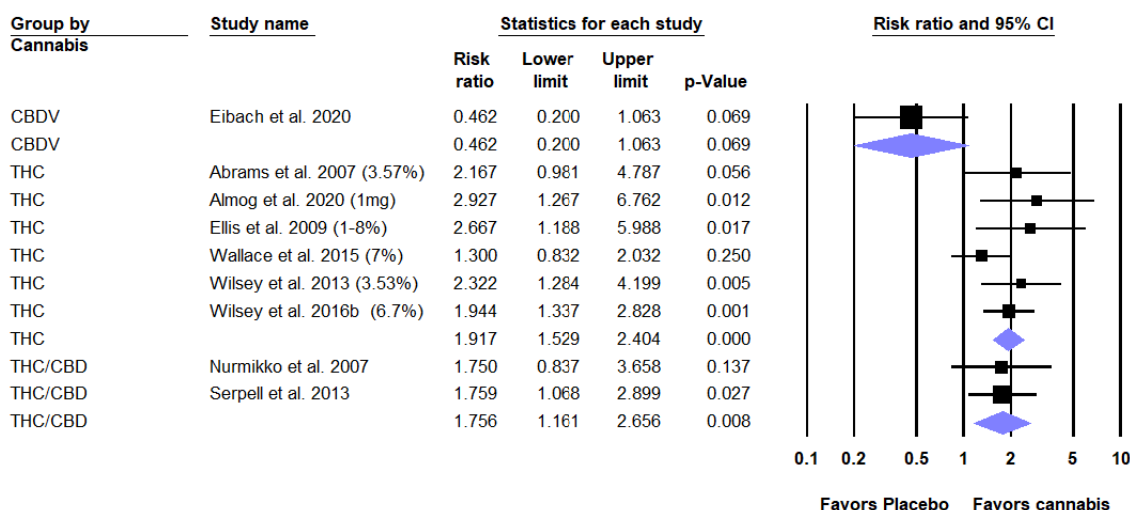 Group by Study name Statistics for each study Risk ratio and 95% CI
Cannabis
Risk ratio Lower limit Upper limit p-Value
CBDV Eibach et al. 2020 0.462 0.200 1.063 0.069
CBDV 0.462 0.200 1.063 0.069
THC Abrams et al. 2007 (3.57%) 2.167 0.981 4.787 0.056
THC Almog et al. 2020 (1mg) 2.927 1.267 6.762 0.012
THC Ellis et al. 2009 (1-8%) 2.667 1.188 5.988 0.017
THC Wallace et al. 2015 (7%) 1.300 0.832 2.032 0.250
THC Wilsey et al. 2013 (3.53%) 2.322 1.284 4.199 0.005
THC Wilsey et al. 2016b (6.7%) 1.944 1.337 2.828 0.001
THC 1.917 1.529 2.404 0.000
THC/CBD Nurmikko et al. 2007 1.750 0.837 3.658 0.137
THC/CBD Serpell et al. 2013 1.759 1.068 2.899 0.027
THC/CBD 1.756 1.161 2.656 0.008
0.1 0.2 0.5 1 2 5 10
Favors Placebo Favors cannabis